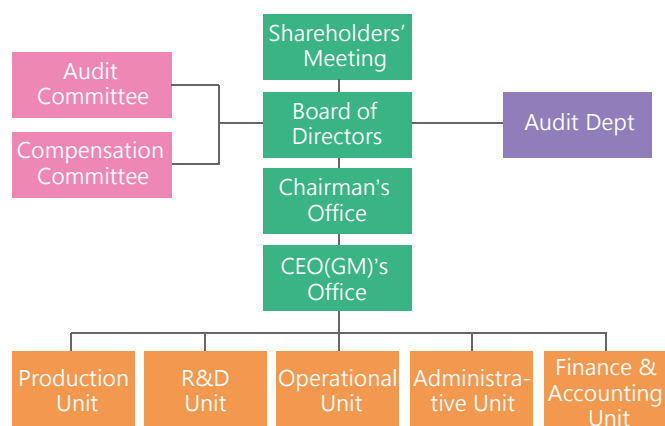 Shareholders’
Meeting
Audit
Committee
Board of
Directors
Audit Dept
Compensation
Committee
Chairman’s
Office
CEO(GM)’s
Office
Production
Unit
R&D
Unit
Operational
Unit
Administra-
tive Unit
Finance &
Accounting
Unit